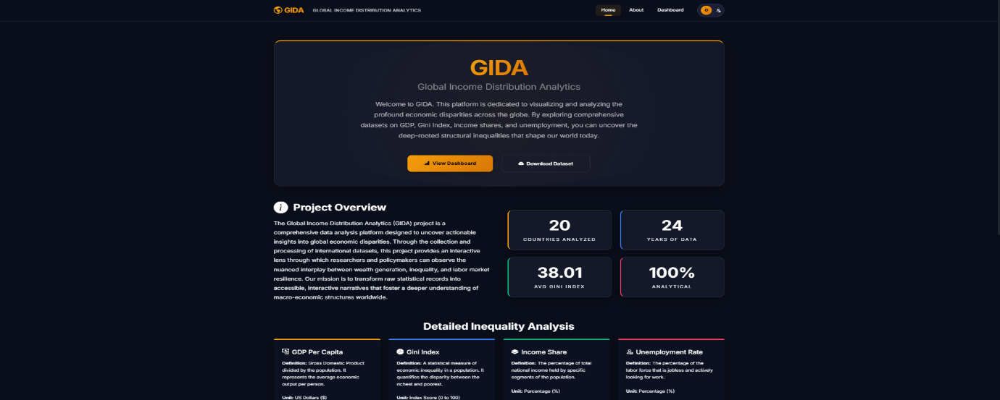 GIDA GLOBAL INCOME DISTRIBUTION ANALYTICS Home About Dashboard
GIDA
Global Income Distribution Analytics
Welcome to GIDA. This platform is dedicated to visualizing and analyzing the
profound economic disparities across the globe. By exploring comprehensive
datasets on GDP, Gini Index, income shares, and unemployment, you can uncover the
deep-rooted structural inequalities that shape our world today.
View Dashboard Download Dataset
Project Overview
The Global Income Distribution Analytics (GIDA) project is a
comprehensive data analysis platform designed to uncover actionable
insights into global economic disparities. Through the collection and
processing of international datasets, this project provides an interactive
lens through which researchers and policymakers can observe the
nuanced interplay between wealth generation, inequality, and labor market
resilience. Our mission is to transform raw statistical records into
accessible, interactive narratives that foster a deeper understanding of
macro-economic structures worldwide.
20
COUNTRIES ANALYZED
24
YEARS OF DATA
38.01
AVG GINI INDEX
100%
ANALYTICAL
Detailed Inequality Analysis
GDP Per Capita
Definition: Gross Domestic Product
divided by the population. It
represents the average economic
output per person.
Unit: US Dollars ($)
Gini Index
Definition: A statistical measure of
economic inequality in a population. It
quantifies the disparity between the
richest and poorest.
Unit: Index Score (0 to 100)
Income Share
Definition: The percentage of total
national income held by specific
segments of the population.
Unit: Percentage (%)
Unemployment Rate
Definition: The percentage of the
labor force that is jobless and actively
looking for work.
Unit: Percentage (%)